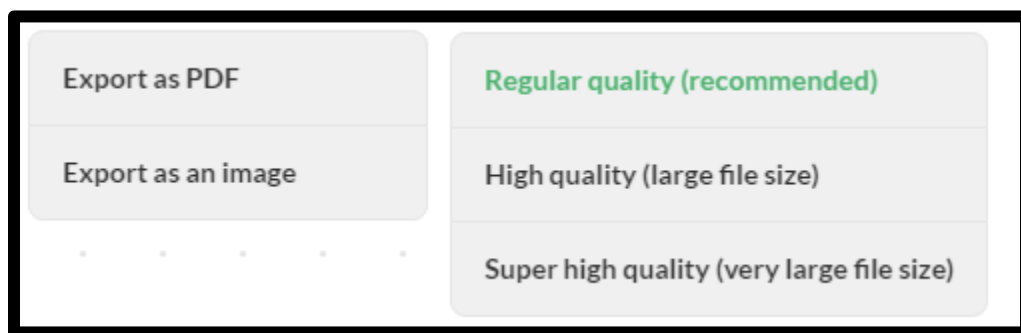 Export as PDF
Export as an image
Regular quality (recommended)
High quality (large file size)
Super high quality (very large file size)